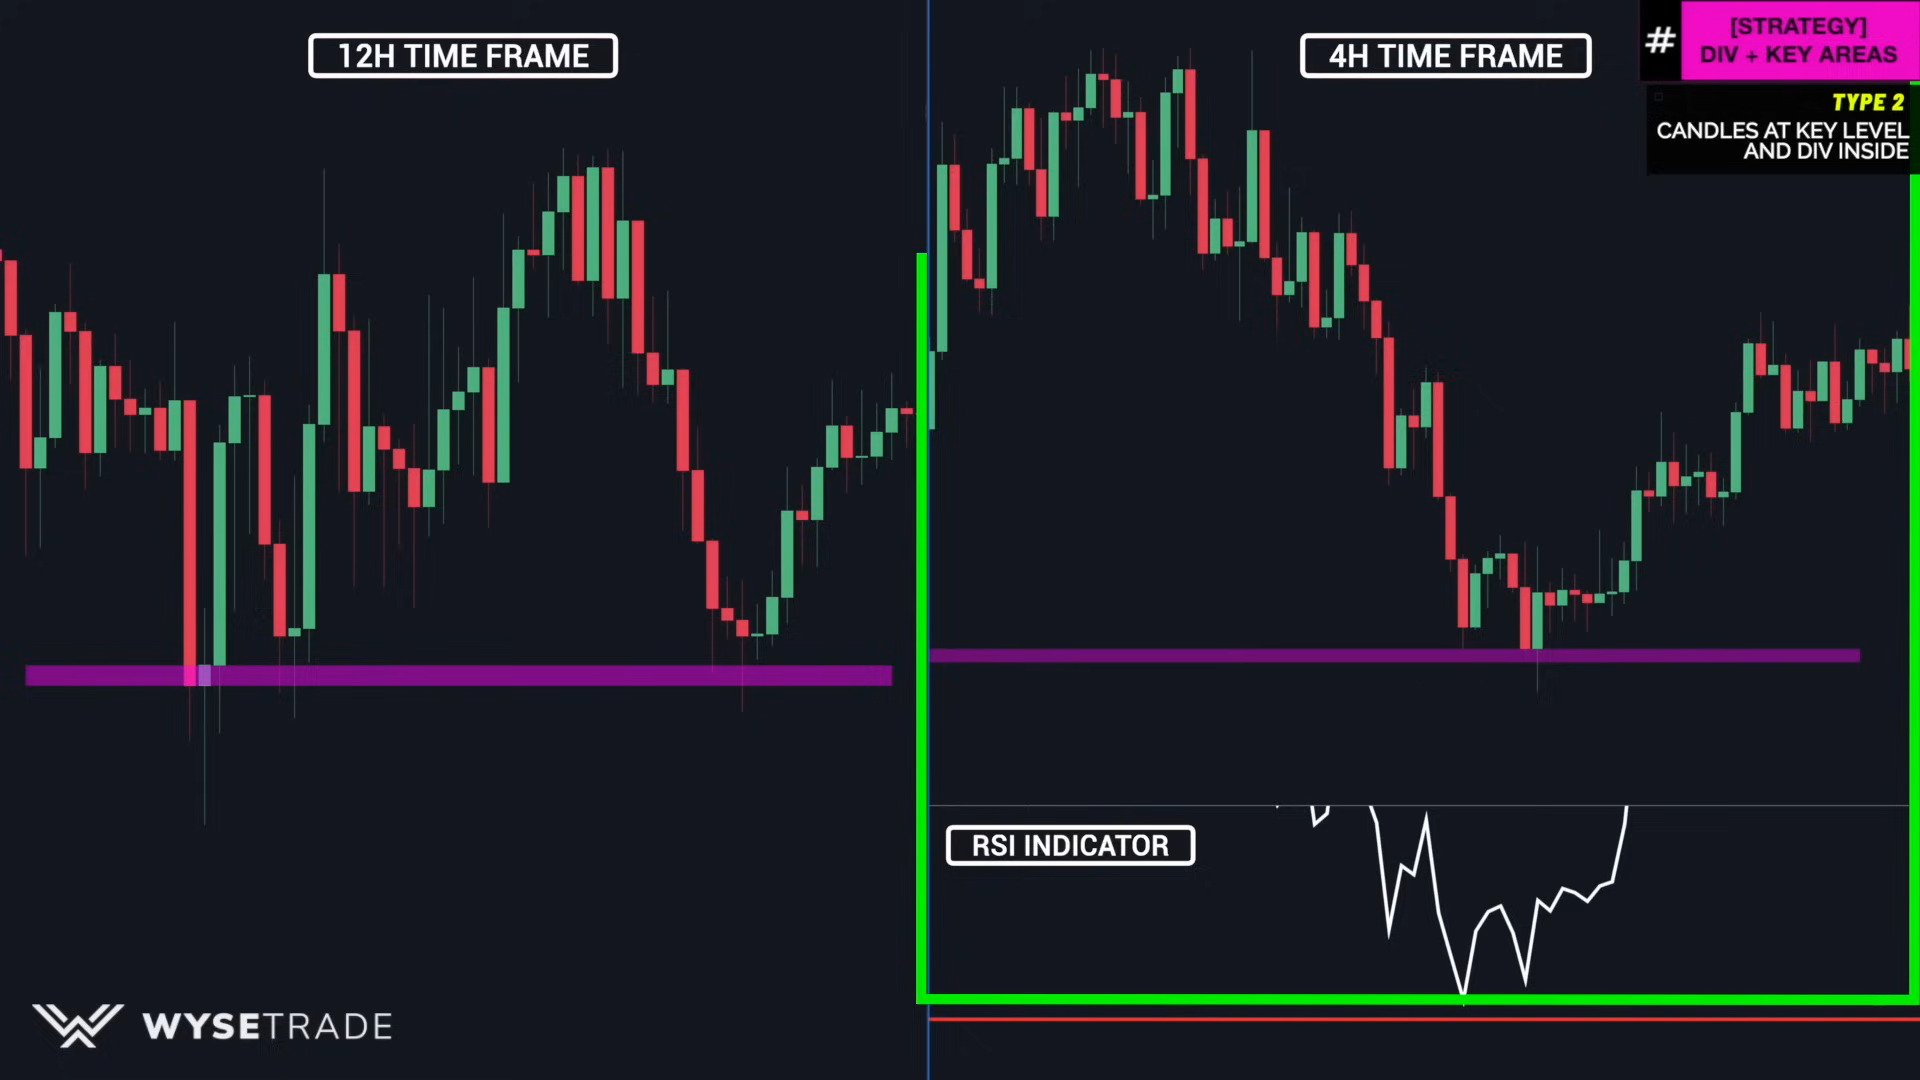 12H TIME FRAME
4H TIME FRAME
#
[STRATEGY]
DIV + KEY AREAS
TYPE 2
CANDLES AT KEY LEVEL
AND DIV INSIDE
RSI INDICATOR
WYSETRADE